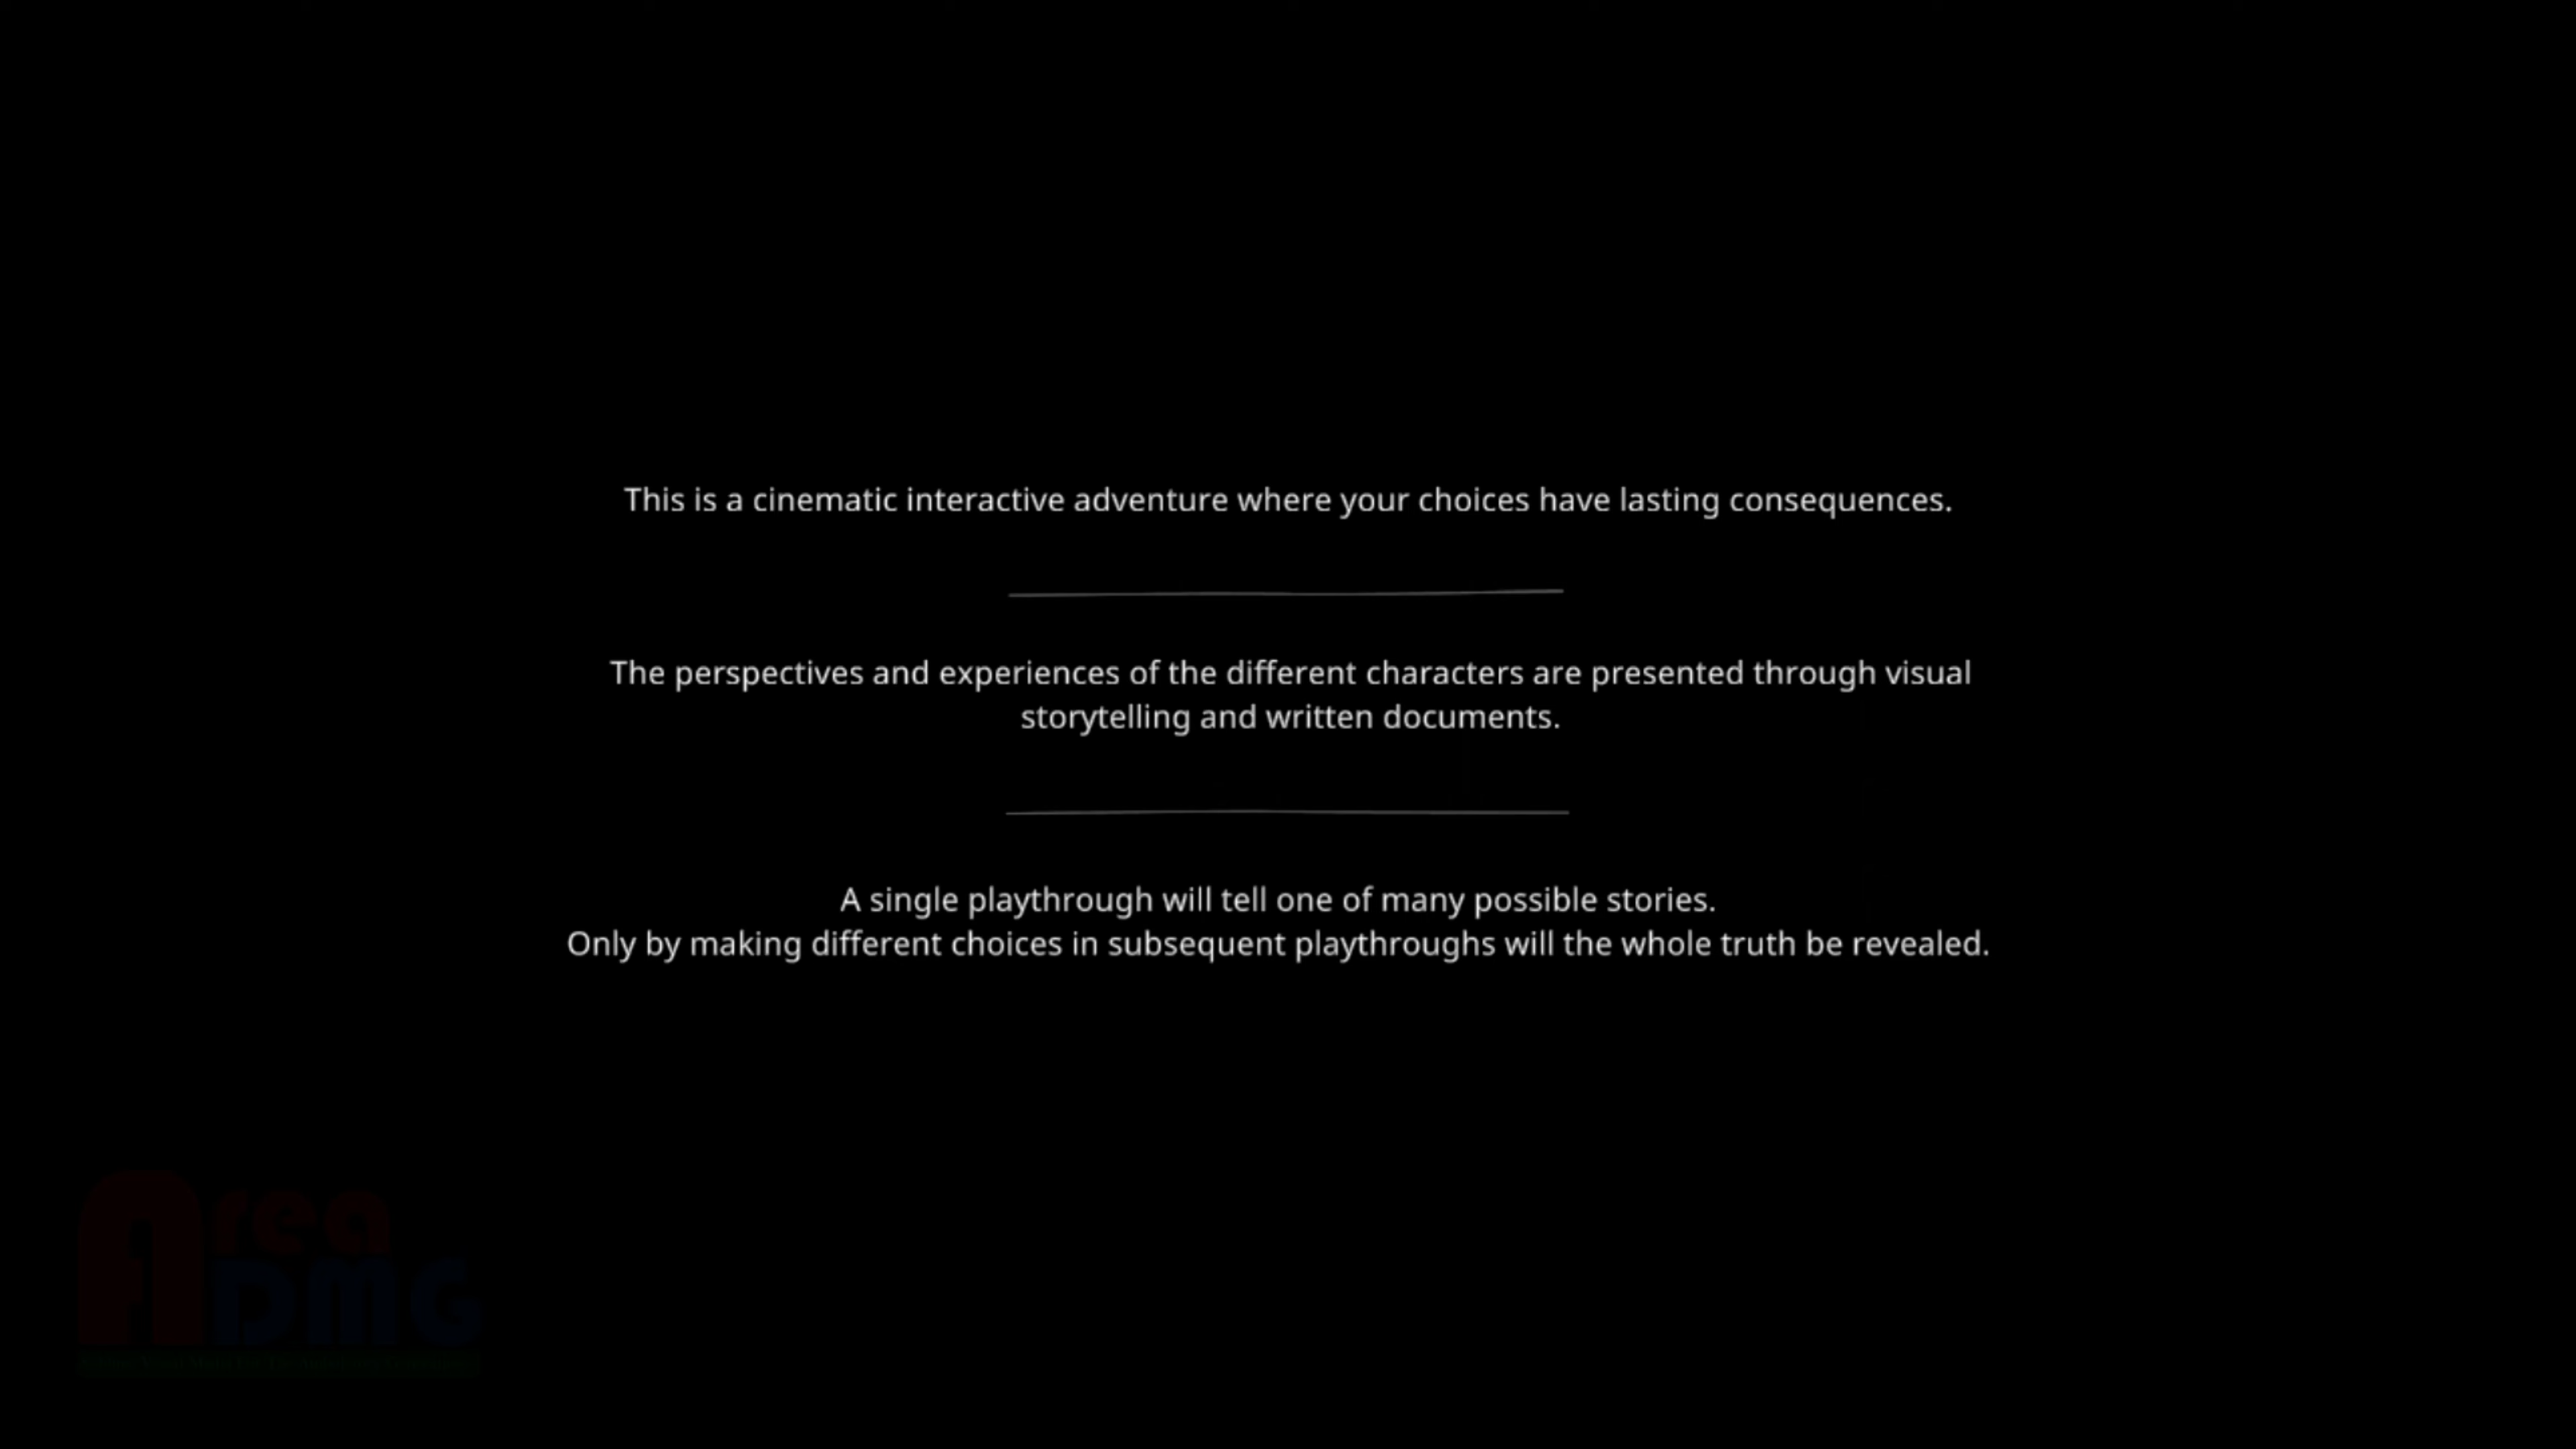 This is a cinematic interactive adventure where your choices have lasting consequences.
The perspectives and experiences of the different characters are presented through visual
storytelling and written documents.
A single playthrough will tell one of many possible stories.
Only by making different choices in subsequent playthroughs will the whole truth be revealed.
Area
DMG